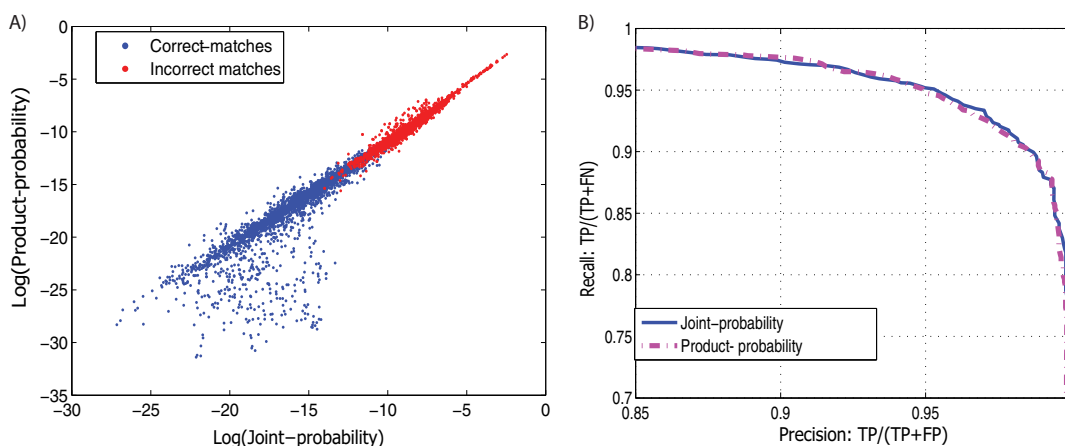 A)
0
−5
−10
−15
−20
−25
−30
−35
Log(Product-probability)
Correct−matches
Incorrect matches
−30 −25 −20 −15 −10 −5 0
Log(Joint−probability)
B)
1
0.95
0.9
0.85
0.8
0.75
0.7
Recall: TP/(TP+FN)
Joint−probability
Product- probability
0.85 0.9 0.95
Precision: TP/(TP+FP)